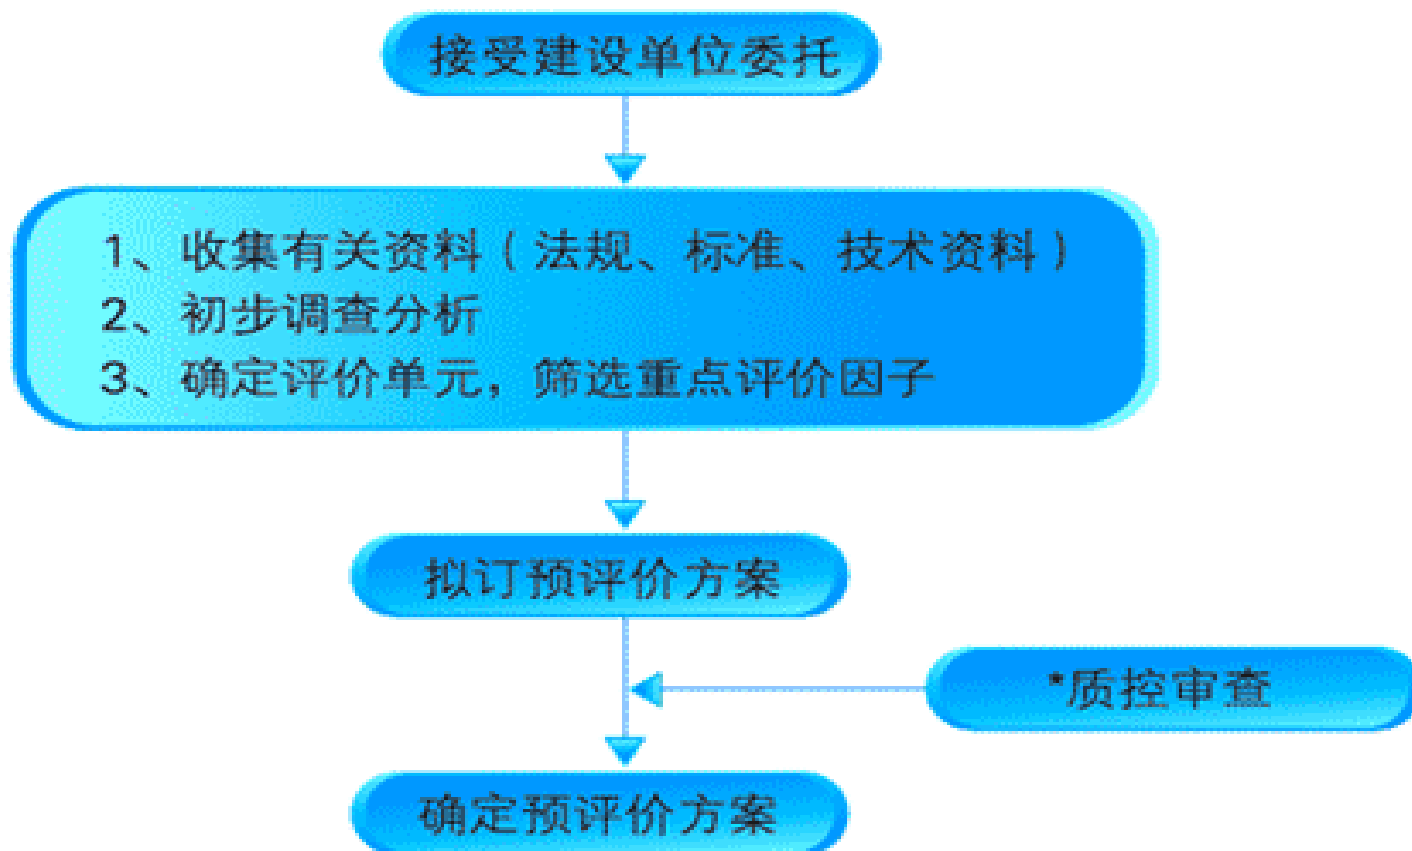 接受建设单位委托
1、收集有关资料（法规、标准、技术资料）
2、初步调查分析
3、确定评价单元，筛选重点评价因子
拟订预评价方案
*质控审查
确定预评价方案